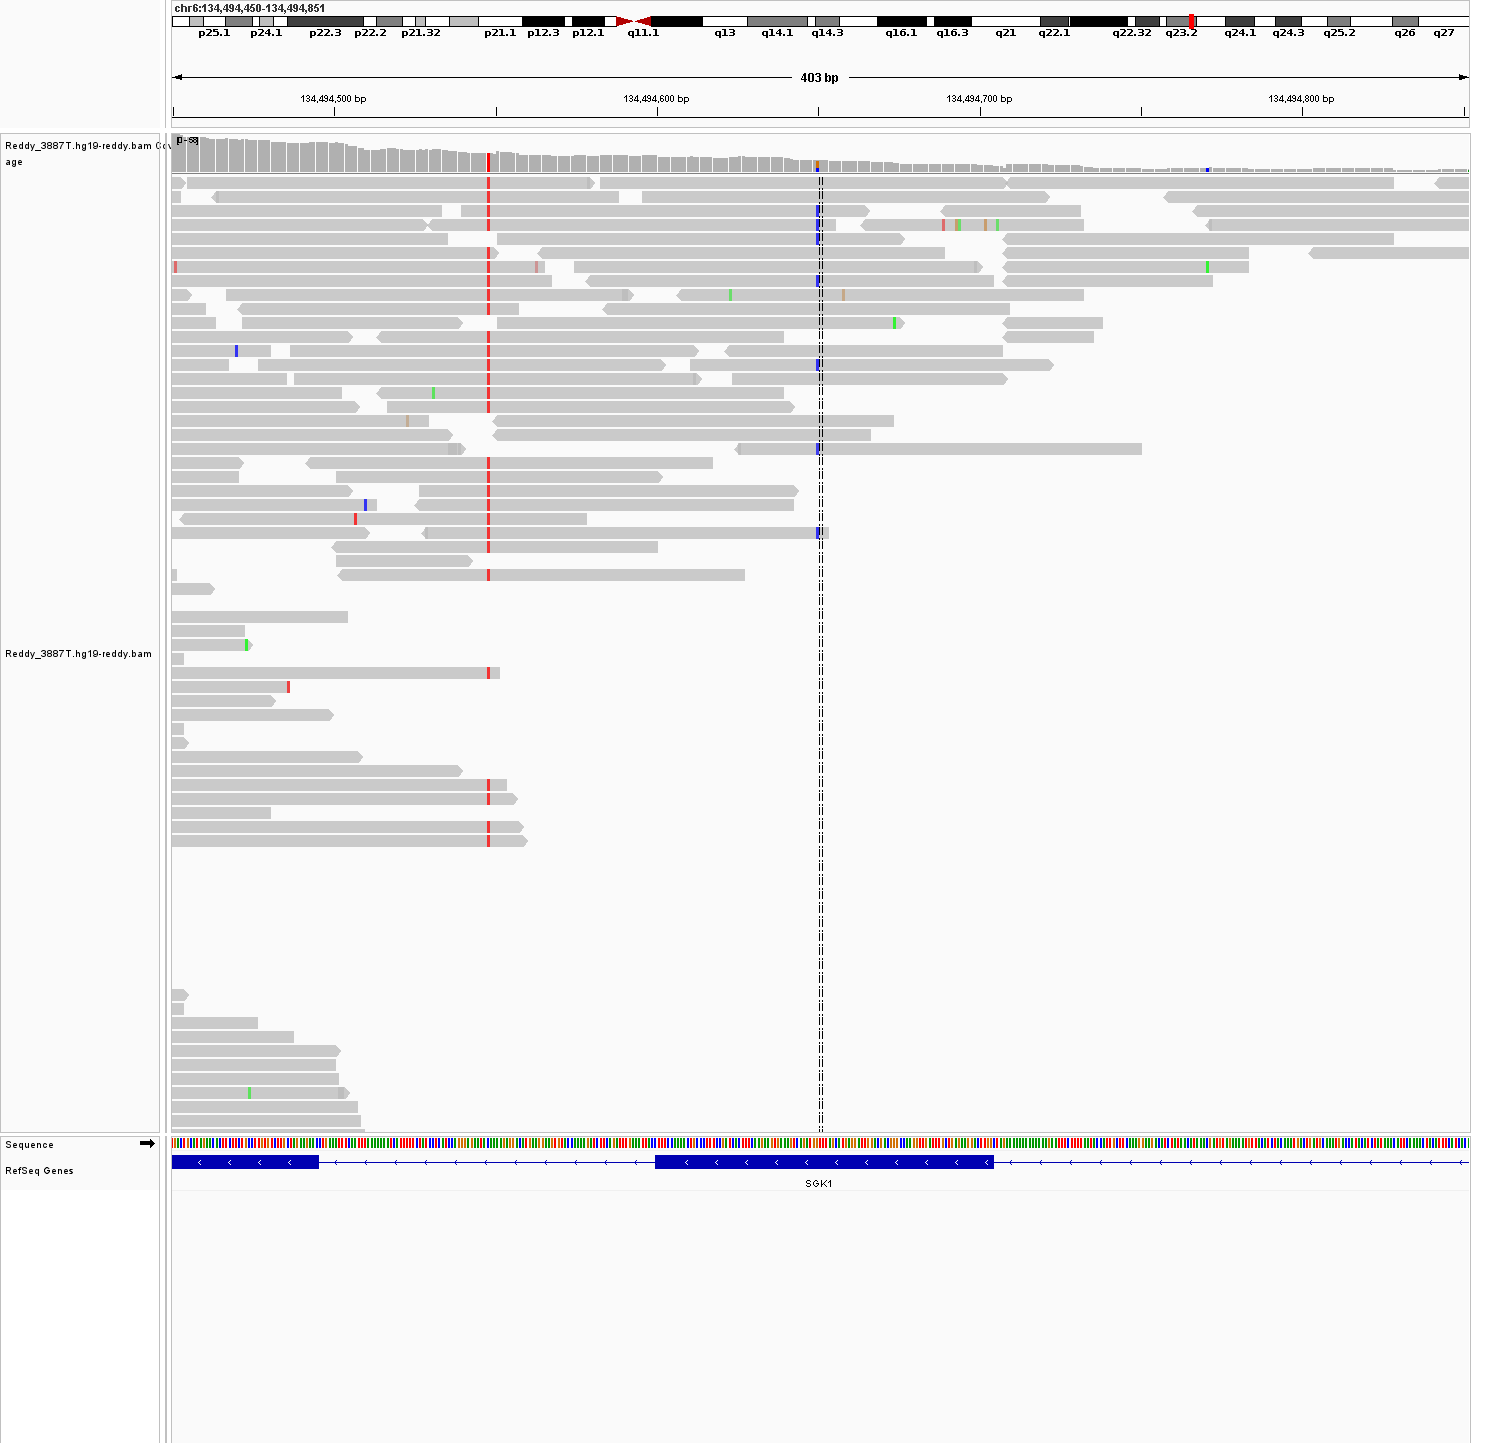 chr6:134,494,450-134,494,851
p25.1 p24.1 p22.3 p22.2 p21.32 p21.1 p12.3 p12.1 q11.1 q13 q14.1 q14.3 q16.1 q16.3 q21 q22.1 q22.32 q23.2 q24.1 q24.3 q25.2 q26 q27
403 bp
134,494,500 bp 134,494,600 bp 134,494,700 bp 134,494,800 bp
Reddy_3887T.hg19-reddy.bam Cov
age
Reddy_3887T.hg19-reddy.bam
Sequence
RefSeq Genes
SGK1